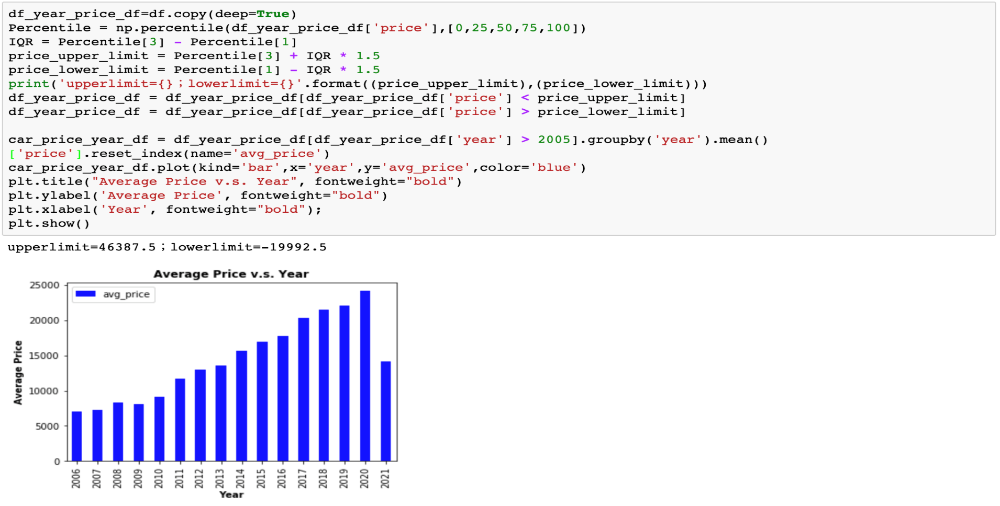 df_year_price_df=df.copy(deep=True)
Percentile = np.percentile(df_year_price_df['price'],[0,25,50,75,100])
IQR = Percentile[3] - Percentile[1]
price_upper_limit = Percentile[3] + IQR * 1.5
price_lower_limit = Percentile[1] - IQR * 1.5
print('upperlimit={}；lowerlimit={}'.format((price_upper_limit),(price_lower_limit)))
df_year_price_df = df_year_price_df[df_year_price_df['price'] < price_upper_limit]
df_year_price_df = df_year_price_df[df_year_price_df['price'] > price_lower_limit]
car_price_year_df = df_year_price_df[df_year_price_df['year'] > 2005].groupby('year').mean()
['price'].reset_index(name='avg_price')
car_price_year_df.plot(kind='bar',x='year',y='avg_price',color='blue')
plt.title("Average Price v.s. Year", fontweight="bold")
plt.ylabel('Average Price', fontweight="bold")
plt.xlabel('Year', fontweight="bold");
plt.show()
upperlimit=46387.5；lowerlimit=-19992.5
Average Price v.s. Year
avg_price
25000
20000
15000
10000
5000
0
Average Price
2006 2007 2008 2009 2010 2011 2012 2013 2014 2015 2016 2017 2018 2019 2020 2021
Year